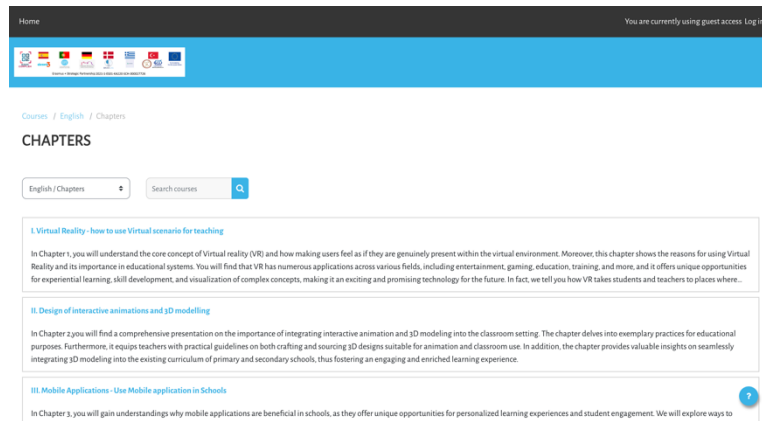 Home
You are currently using guest access Log in
Courses / English / Chapters
CHAPTERS
English / Chapters
Search courses
I. Virtual Reality - how to use Virtual scenario for teaching
In Chapter 1, you will understand the core concept of Virtual reality (VR) and how making users feel as if they are genuinely present within the virtual environment. Moreover, this chapter shows the reasons for using Virtual
Reality and its importance in educational systems. You will find that VR has numerous applications across various fields, including entertainment, gaming, education, training, and more, and it offers unique opportunities
for experiential learning, skill development, and visualization of complex concepts, making it an exciting and promising technology for the future. In fact, we tell you how VR takes students and teachers to places where...
II. Design of interactive animations and 3D modelling
In Chapter 2,you will find a comprehensive presentation on the importance of integrating interactive animation and 3D modeling into the classroom setting. The chapter delves into exemplary practices for educational
purposes. Furthermore, it equips teachers with practical guidelines on both crafting and sourcing 3D designs suitable for animation and classroom use. In addition, the chapter provides valuable insights on seamlessly
integrating 3D modeling into the existing curriculum of primary and secondary schools, thus fostering an engaging and enriched learning experience.
III. Mobile Applications - Use Mobile application in Schools
?
In Chapter 3, you will gain understandings why mobile applications are beneficial in schools, as they offer unique opportunities for personalized learning experiences and student engagement. We will explore ways to